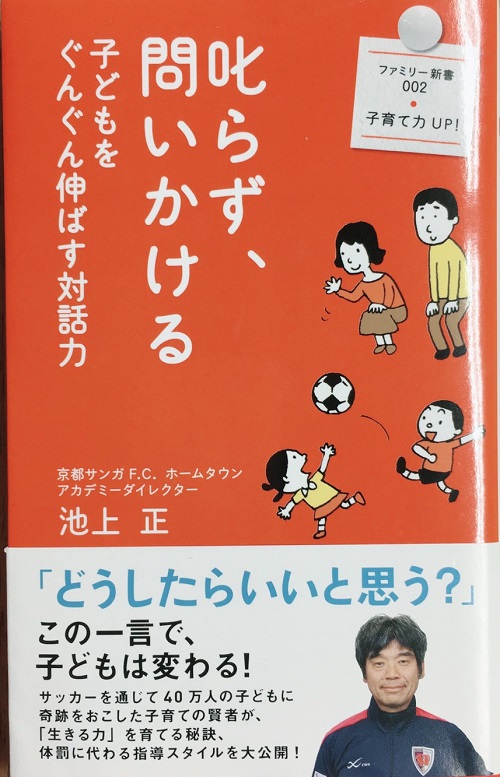 ファミリー新書
002
・
子育て力 UP!
叱らず、
問いかける
子どもを
ぐんぐん伸ばす対話力
京都サンガ F.C. ホームタウン
アカデミーダイレクター
池上 正
「どうしたらいいと思う?」
この一言で、
子どもは変わる!
サッカーを通じて 40 万人の子どもに
奇跡をおこした子育ての賢者が、
「生きる力」を育てる秘訣、
体罰に代わる指導スタイルを大公開!